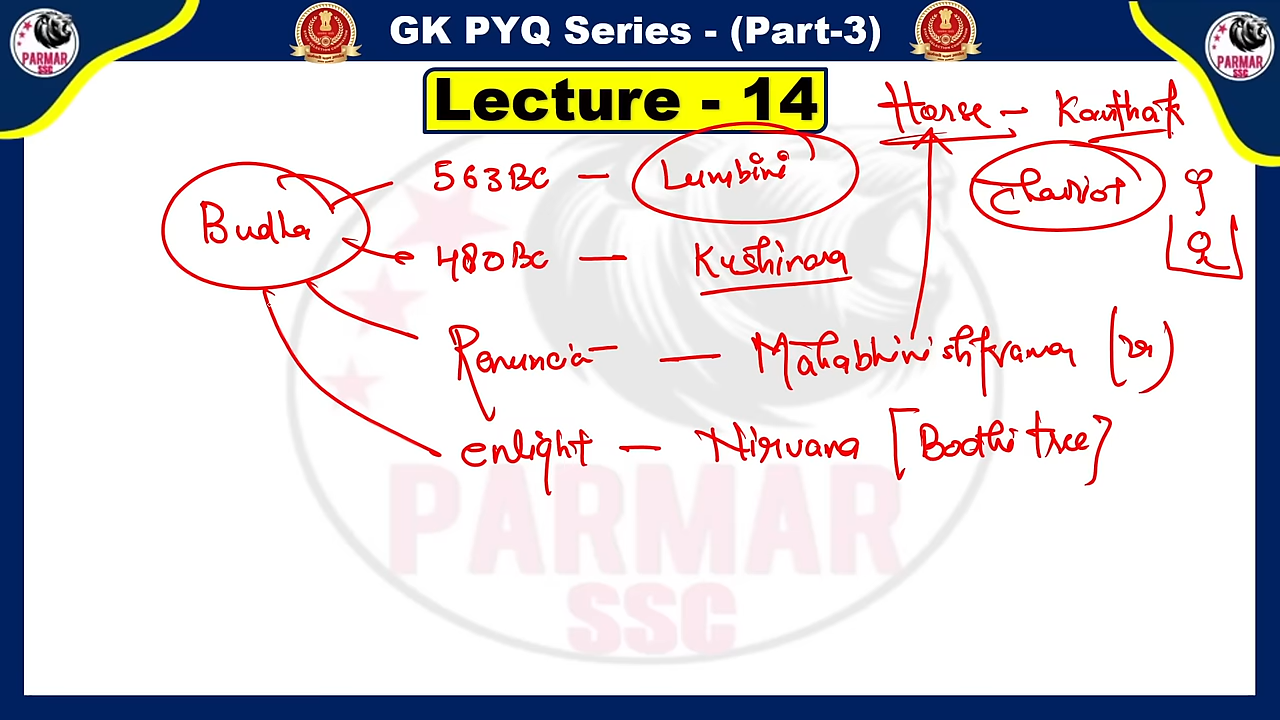 GK PYQ Series - (Part-3)
PARMAR
SSC
PARMAR
SSC
Lecture - 14
Horse - Kanthak
Budha
563BC - Lumbini
Chariot
480BC - Kushinara
Renuncia - Mahabhinishkramana
enlight - Nirvana [Bodhi tree]
PARMAR
SSC